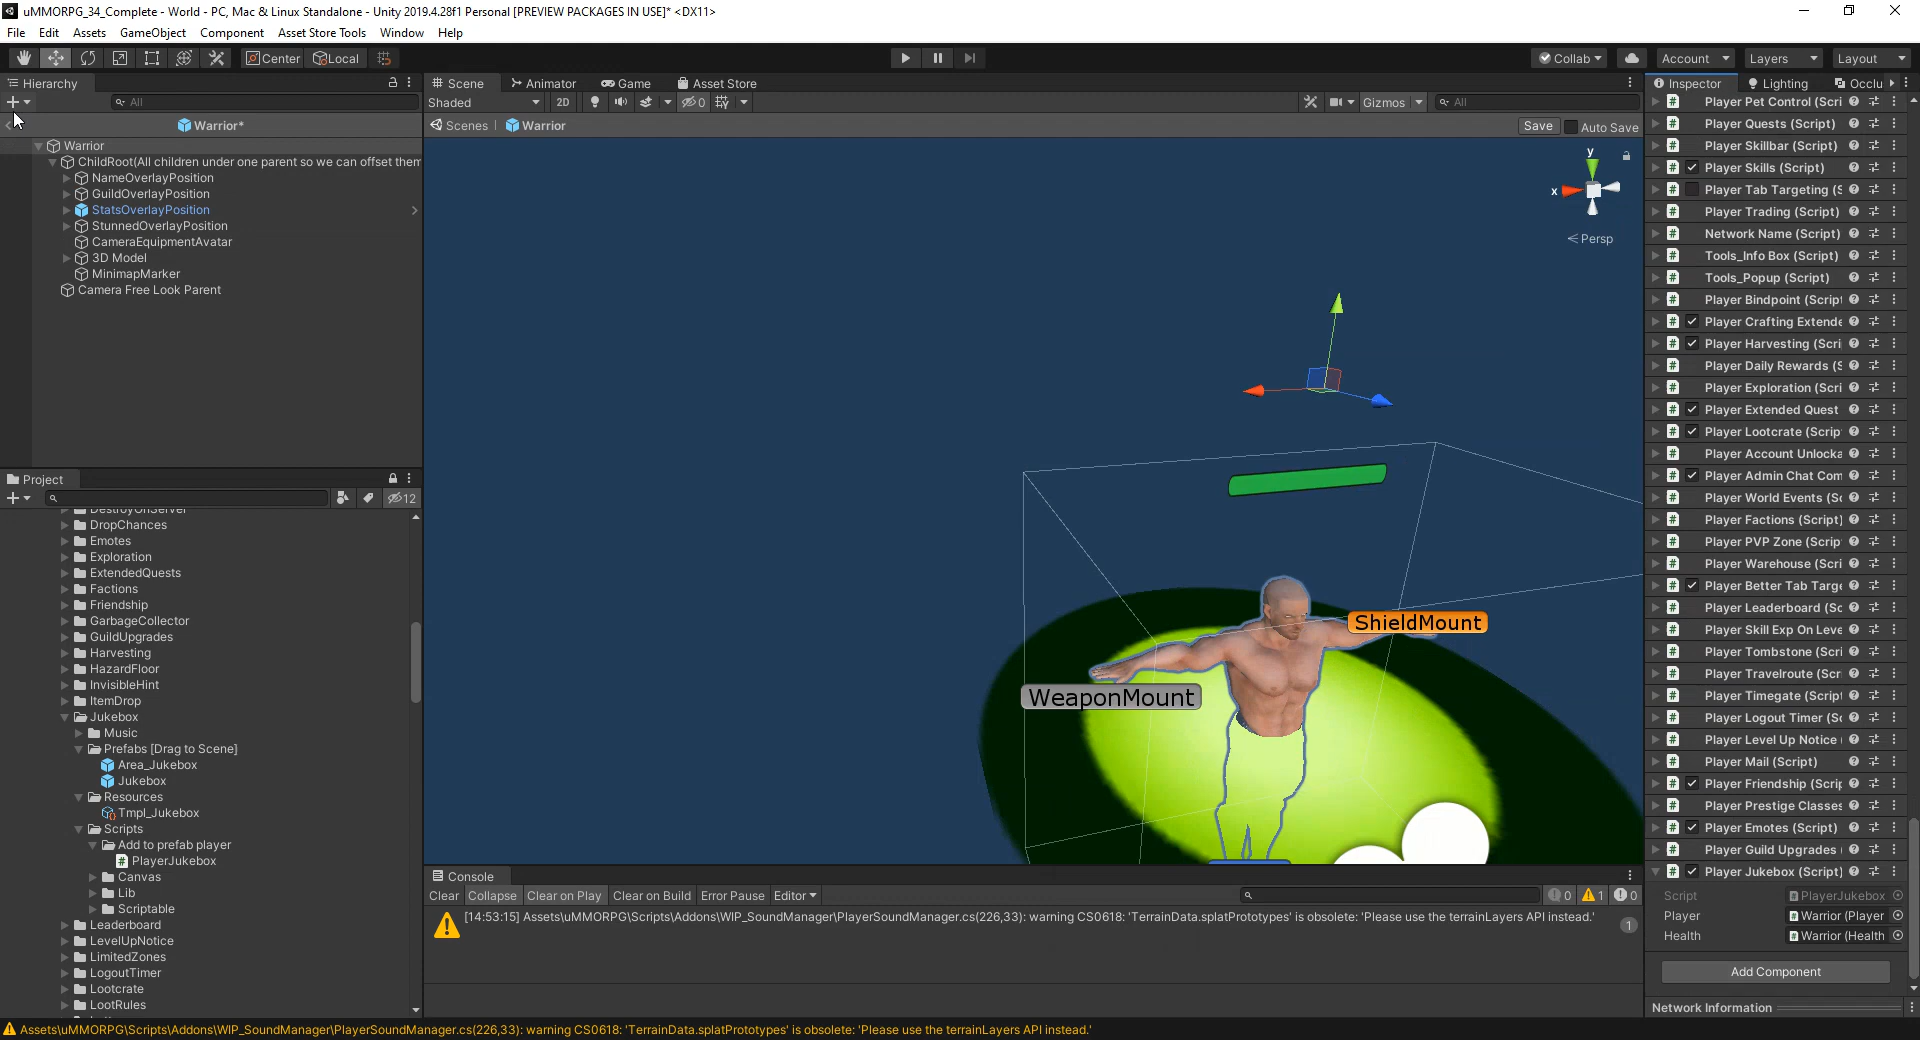 uMMORPG_34_Complete - World - PC, Mac & Linux Standalone - Unity 2019.4.28f1 Personal [PREVIEW PACKAGES IN USE]* <DX11>
File Edit Assets GameObject Component Asset Store Tools Window Help
Center Local Collab Account Layers Layout
Hierarchy
All
Warrior*
Warrior
ChildRoot(All children under one parent so we can offset them
NameOverlayPosition
GuildOverlayPosition
StatsOverlayPosition
StunnedOverlayPosition
CameraEquipmentAvatar
3D Model
MinimapMarker
Camera Free Look Parent
Project
12
DestroyOnServer
DropChances
Emotes
Exploration
ExtendedQuests
Factions
Friendship
GarbageCollector
GuildUpgrades
Harvesting
HazardFloor
InvisibleHint
ItemDrop
Jukebox
Music
Prefabs [Drag to Scene]
Area_Jukebox
Jukebox
Resources
Tmpl_Jukebox
Scripts
Add to prefab player
PlayerJukebox
Canvas
Lib
Scriptable
Leaderboard
LevelUpNotice
LimitedZones
LogoutTimer
Lootcrate
LootRules
Scene Animator Game Asset Store
Shaded 2D 0 Gizmos All
Scenes Warrior Save Auto Save
y
x
Persp
ShieldMount
WeaponMount
Console
Clear Collapse Clear on Play Clear on Build Error Pause Editor 0 1 0
[14:53:15] Assets\uMMORPG\Scripts\Addons\WIP_SoundManager\PlayerSoundManager.cs(226,33): warning CS0618: 'TerrainData.splatPrototypes' is obsolete: 'Please use the terrainLayers API instead.'
1
Inspector Lighting Occlu
Player Pet Control (Scri
Player Quests (Script)
Player Skillbar (Script)
Player Skills (Script)
Player Tab Targeting (S
Player Trading (Script)
Network Name (Script)
Tools_Info Box (Script)
Tools_Popup (Script)
Player Bindpoint (Script
Player Crafting Extende
Player Harvesting (Scri
Player Daily Rewards (S
Player Exploration (Scri
Player Extended Quest
Player Lootcrate (Scrip
Player Account Unlocka
Player Admin Chat Com
Player World Events (Sc
Player Factions (Script)
Player PVP Zone (Scrip
Player Warehouse (Scri
Player Better Tab Targe
Player Leaderboard (Sc
Player Skill Exp On Leve
Player Tombstone (Scri
Player Travelroute (Scr
Player Timegate (Script
Player Logout Timer (Sc
Player Level Up Notice (
Player Mail (Script)
Player Friendship (Scrip
Player Prestige Classes
Player Emotes (Script)
Player Guild Upgrades (
Player Jukebox (Script)
Script PlayerJukebox
Player Warrior (Player
Health Warrior (Health
Add Component
Network Information
Assets\uMMORPG\Scripts\Addons\WIP_SoundManager\PlayerSoundManager.cs(226,33): warning CS0618: 'TerrainData.splatPrototypes' is obsolete: 'Please use the terrainLayers API instead.'